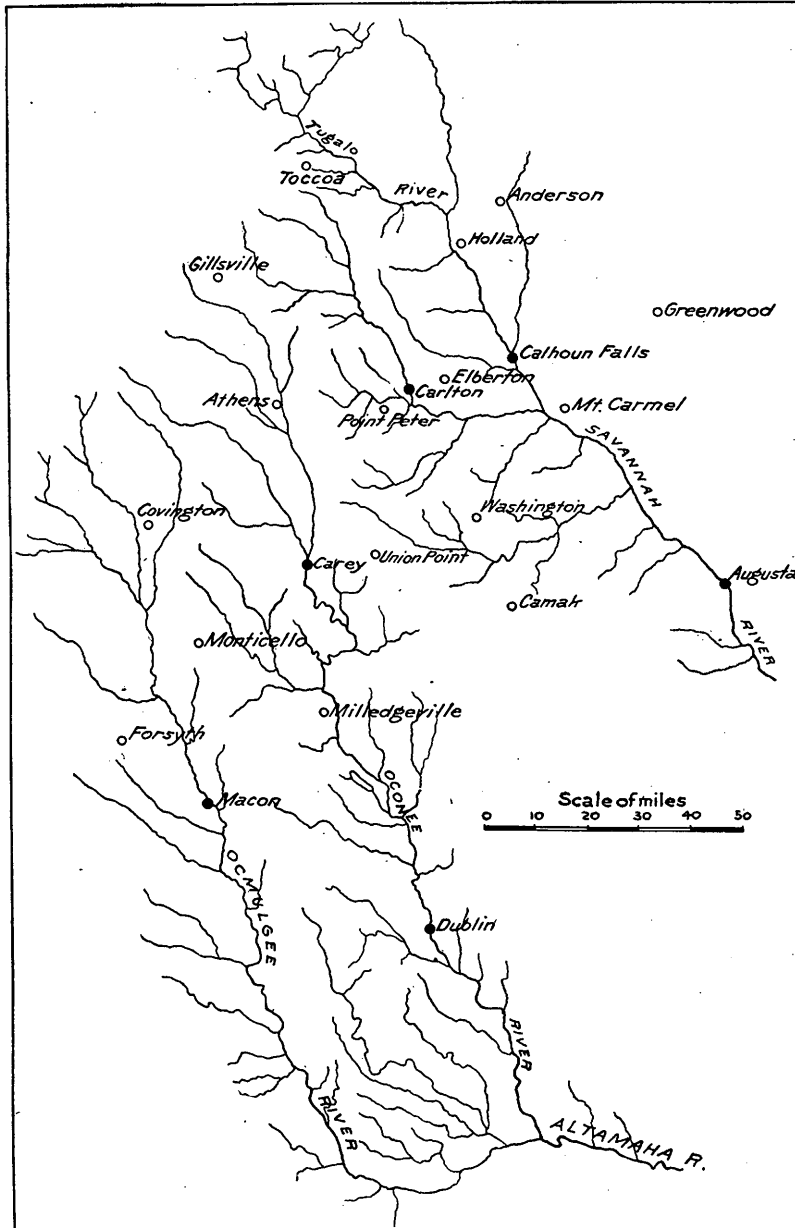 Tugalo
Toccoa
River
Anderson
Holland
Gillsville
Greenwood
Calhoun Falls
Elberton
Carlton
Athens
Point Peter
Mt. Carmel
SAVANNAH
Covington
Washington
Union Point
Carey
Augusta
Camak
Monticello
RIVER
Milledgeville
Forsyth
OCONEE
Scale of miles
0 10 20 30 40 50
Macon
OCMULGEE
Dublin
RIVER
RIVER
ALTAMAHA R.